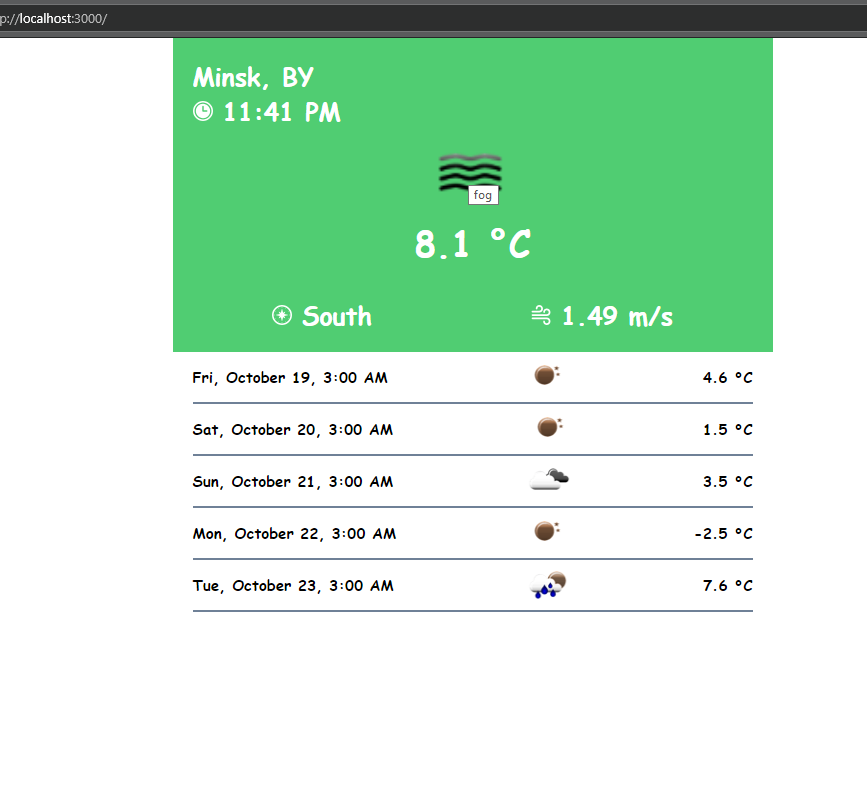 p://localhost:3000/
Minsk, BY
11:41 PM
fog
8.1 °C
South 1.49 m/s
Fri, October 19, 3:00 AM 4.6 °C
Sat, October 20, 3:00 AM 1.5 °C
Sun, October 21, 3:00 AM 3.5 °C
Mon, October 22, 3:00 AM -2.5 °C
Tue, October 23, 3:00 AM 7.6 °C